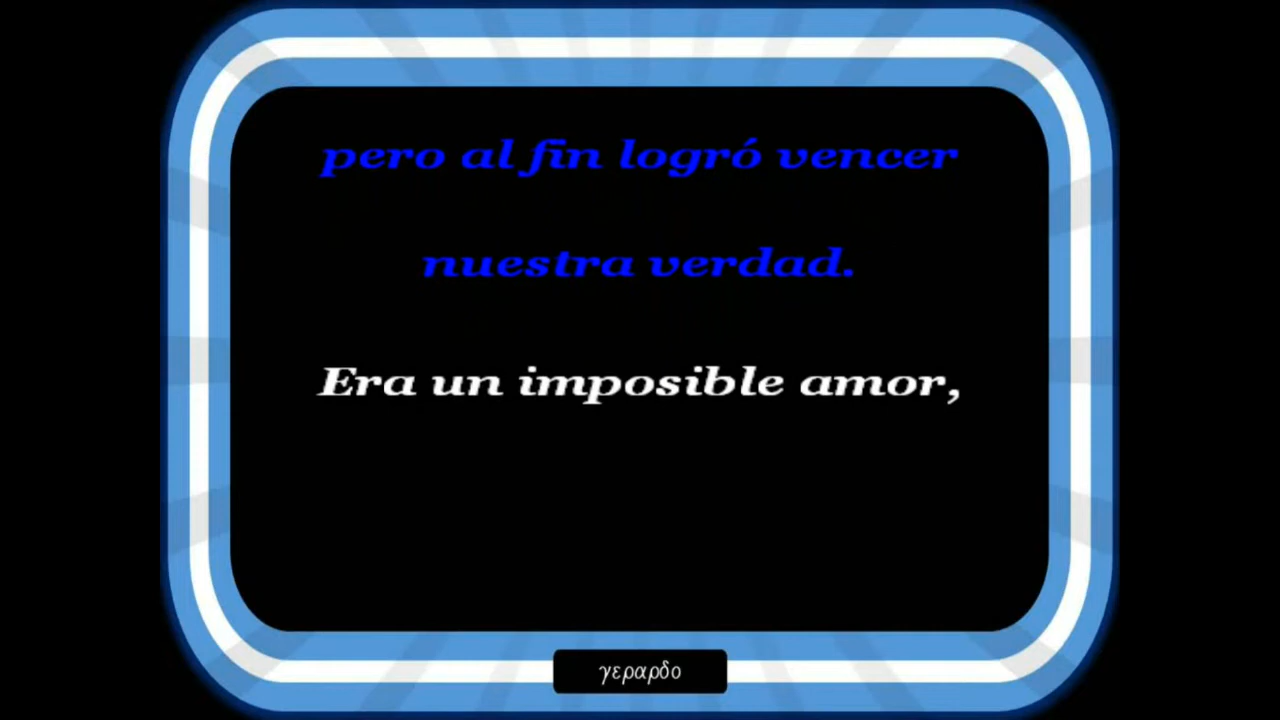 pero al fin logró vencer
nuestra verdad.
Era un imposible amor,
γεραρδο